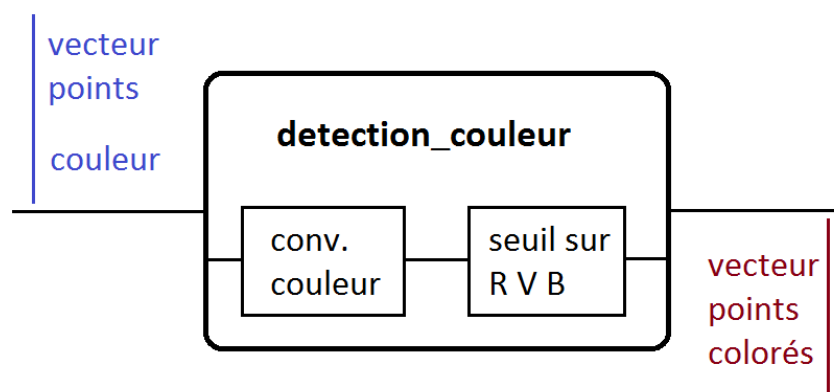 vecteur
points
couleur
detection_couleur
conv.
couleur
seuil sur
R V B
vecteur
points
colorés